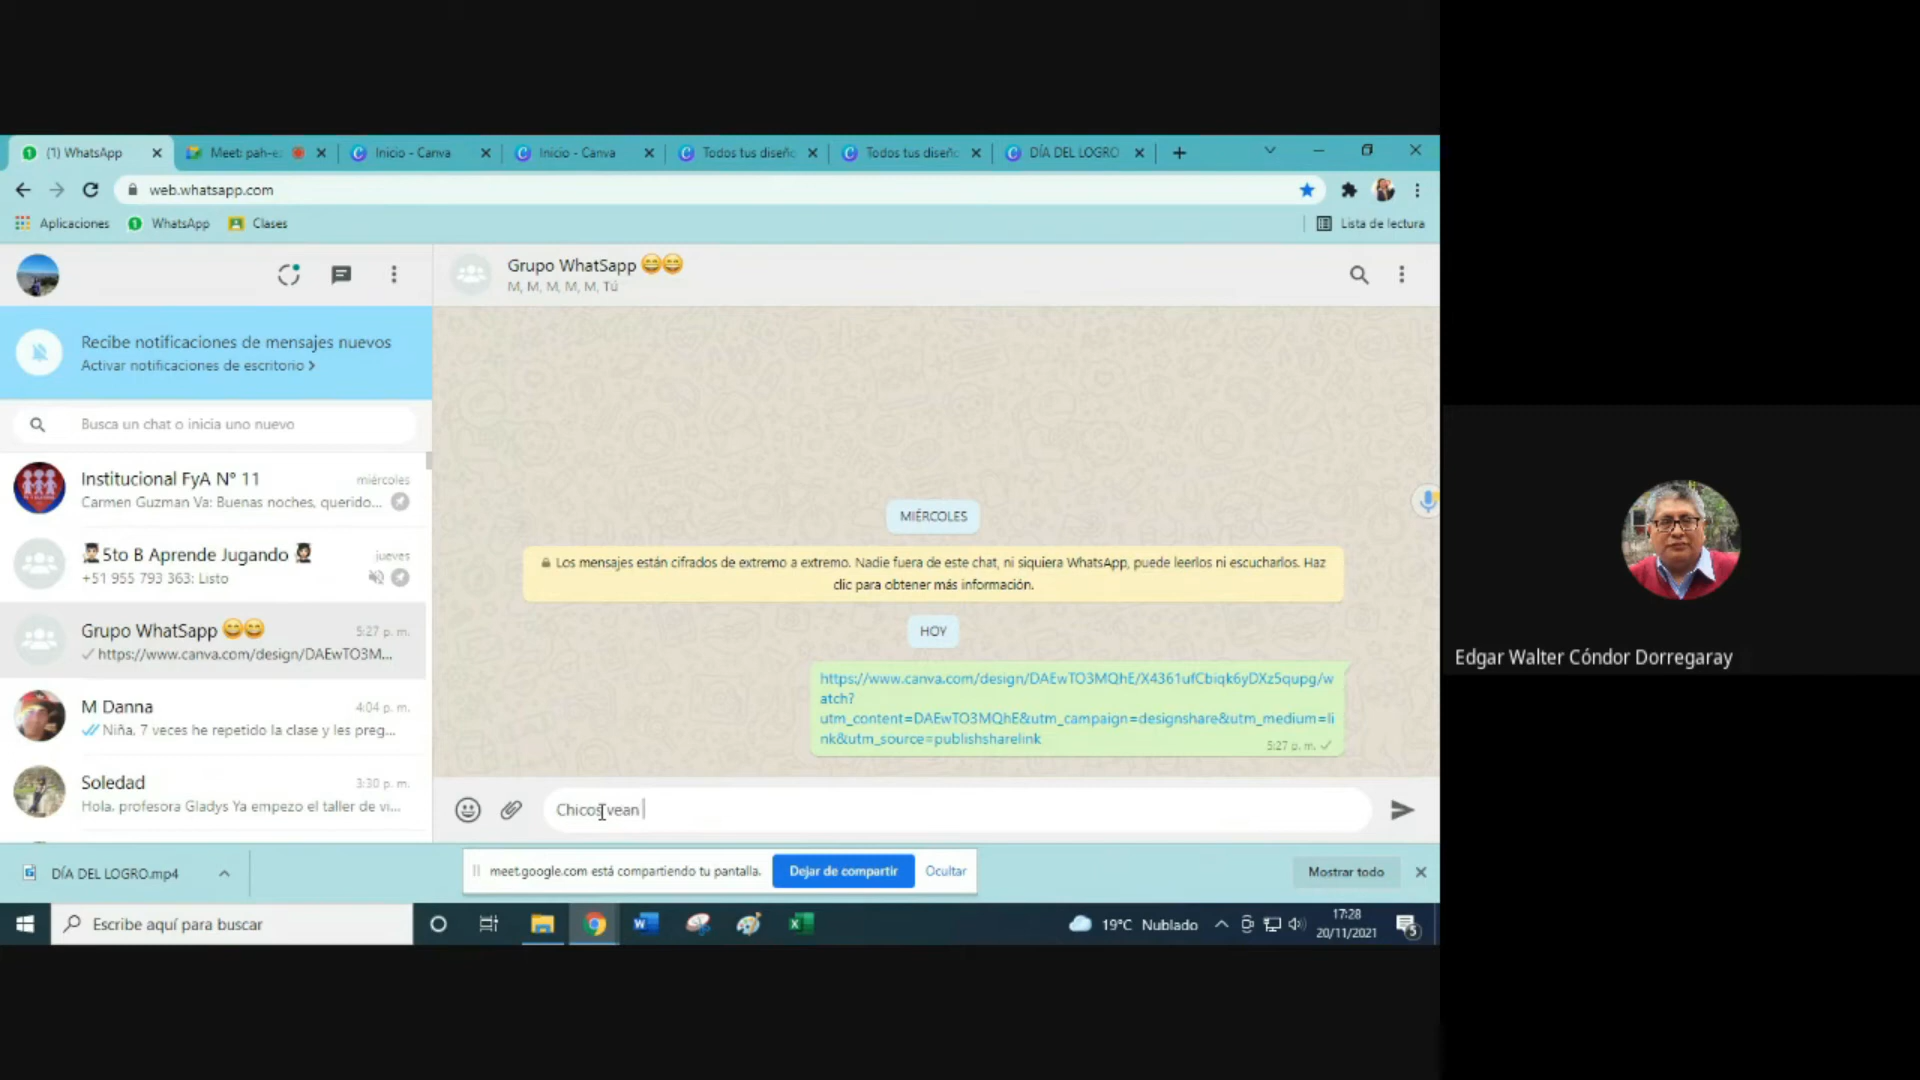 (1) WhatsApp
Meet: pah-e
Inicio - Canva
Inicio - Canva
Todos tus diseño
Todos tus diseño
DÍA DEL LOGRO
web.whatsapp.com
Aplicaciones
WhatsApp
Clases
Lista de lectura
Grupo WhatSapp 😄😄
M, M, M, M, M, Tú
Recibe notificaciones de mensajes nuevos
Activar notificaciones de escritorio >
Busca un chat o inicia uno nuevo
Institucional FyA N° 11
miércoles
Carmen Guzman Va: Buenas noches, querido...
5to B Aprende Jugando
jueves
+51 955 793 363: Listo
Grupo WhatSapp 😄😄
5:27 p. m.
https://www.canva.com/design/DAEwTO3M...
M Danna
4:04 p. m.
Niña, 7 veces he repetido la clase y les preg...
Soledad
3:30 p. m.
Hola, profesora Gladys Ya empezo el taller de vi...
MIÉRCOLES
Los mensajes están cifrados de extremo a extremo. Nadie fuera de este chat, ni siquiera WhatsApp, puede leerlos ni escucharlos. Haz
clic para obtener más información.
HOY
https://www.canva.com/design/DAEwTO3MQhE/X4361ufCbiqk6yDXz5qupg/w
atch?
utm_content=DAEwTO3MQhE&utm_campaign=designshare&utm_medium=li
nk&utm_source=publishsharelink
5:27 p. m.
Chicos vean
DÍA DEL LOGRO.mp4
meet.google.com está compartiendo tu pantalla.
Dejar de compartir
Ocultar
Mostrar todo
Escribe aquí para buscar
19°C Nublado
17:28
20/11/2021
5
Edgar Walter Cóndor Dorregaray